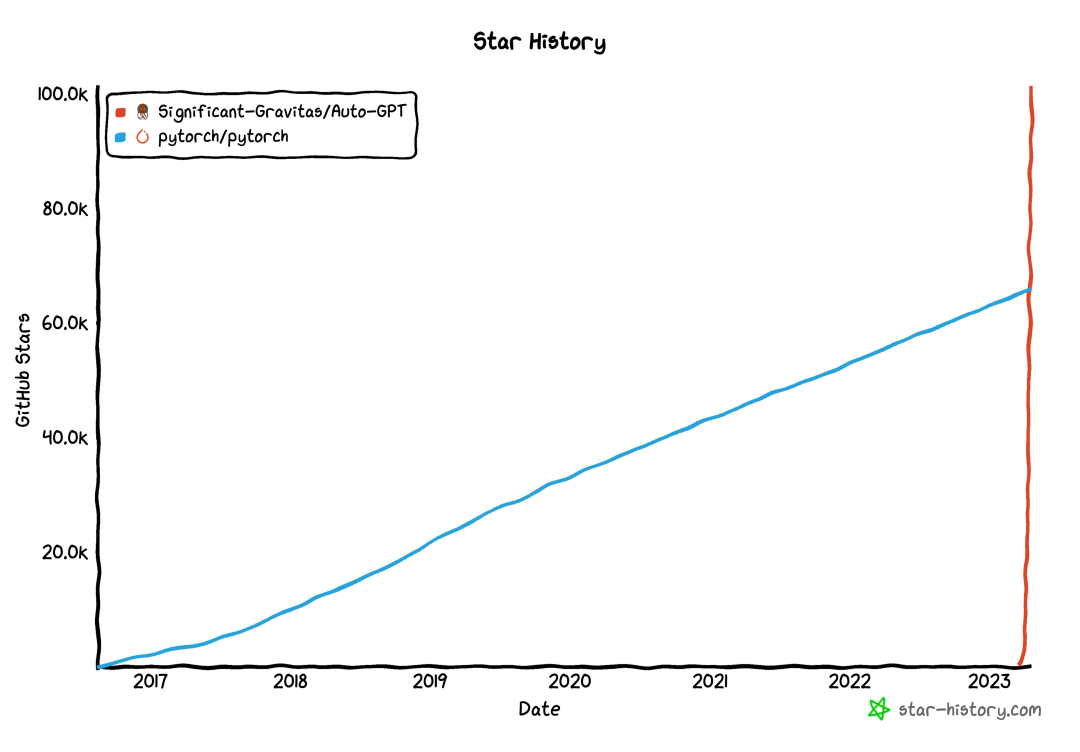 Star History
100.0K
Significant-Gravitas/Auto-GPT
pytorch/pytorch
80.0K
60.0K
40.0K
20.0K
GitHub Stars
2017 2018 2019 2020 2021 2022 2023
Date
star-history.com